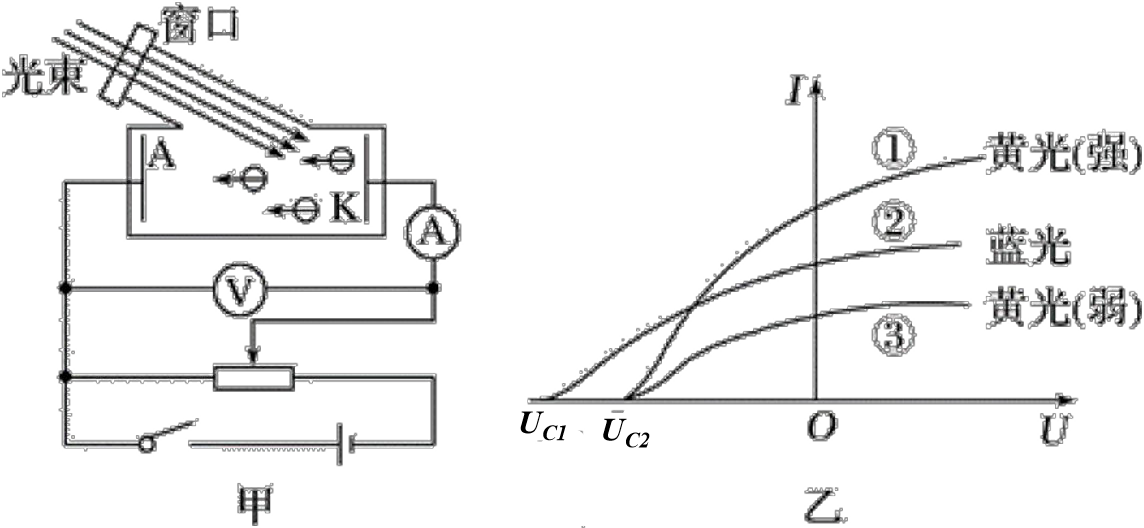 窗口
光束
A
K
A
V
甲
I
① 黄光(强)
② 蓝光
③ 黄光(弱)
U_C1 U_C2 O U
乙